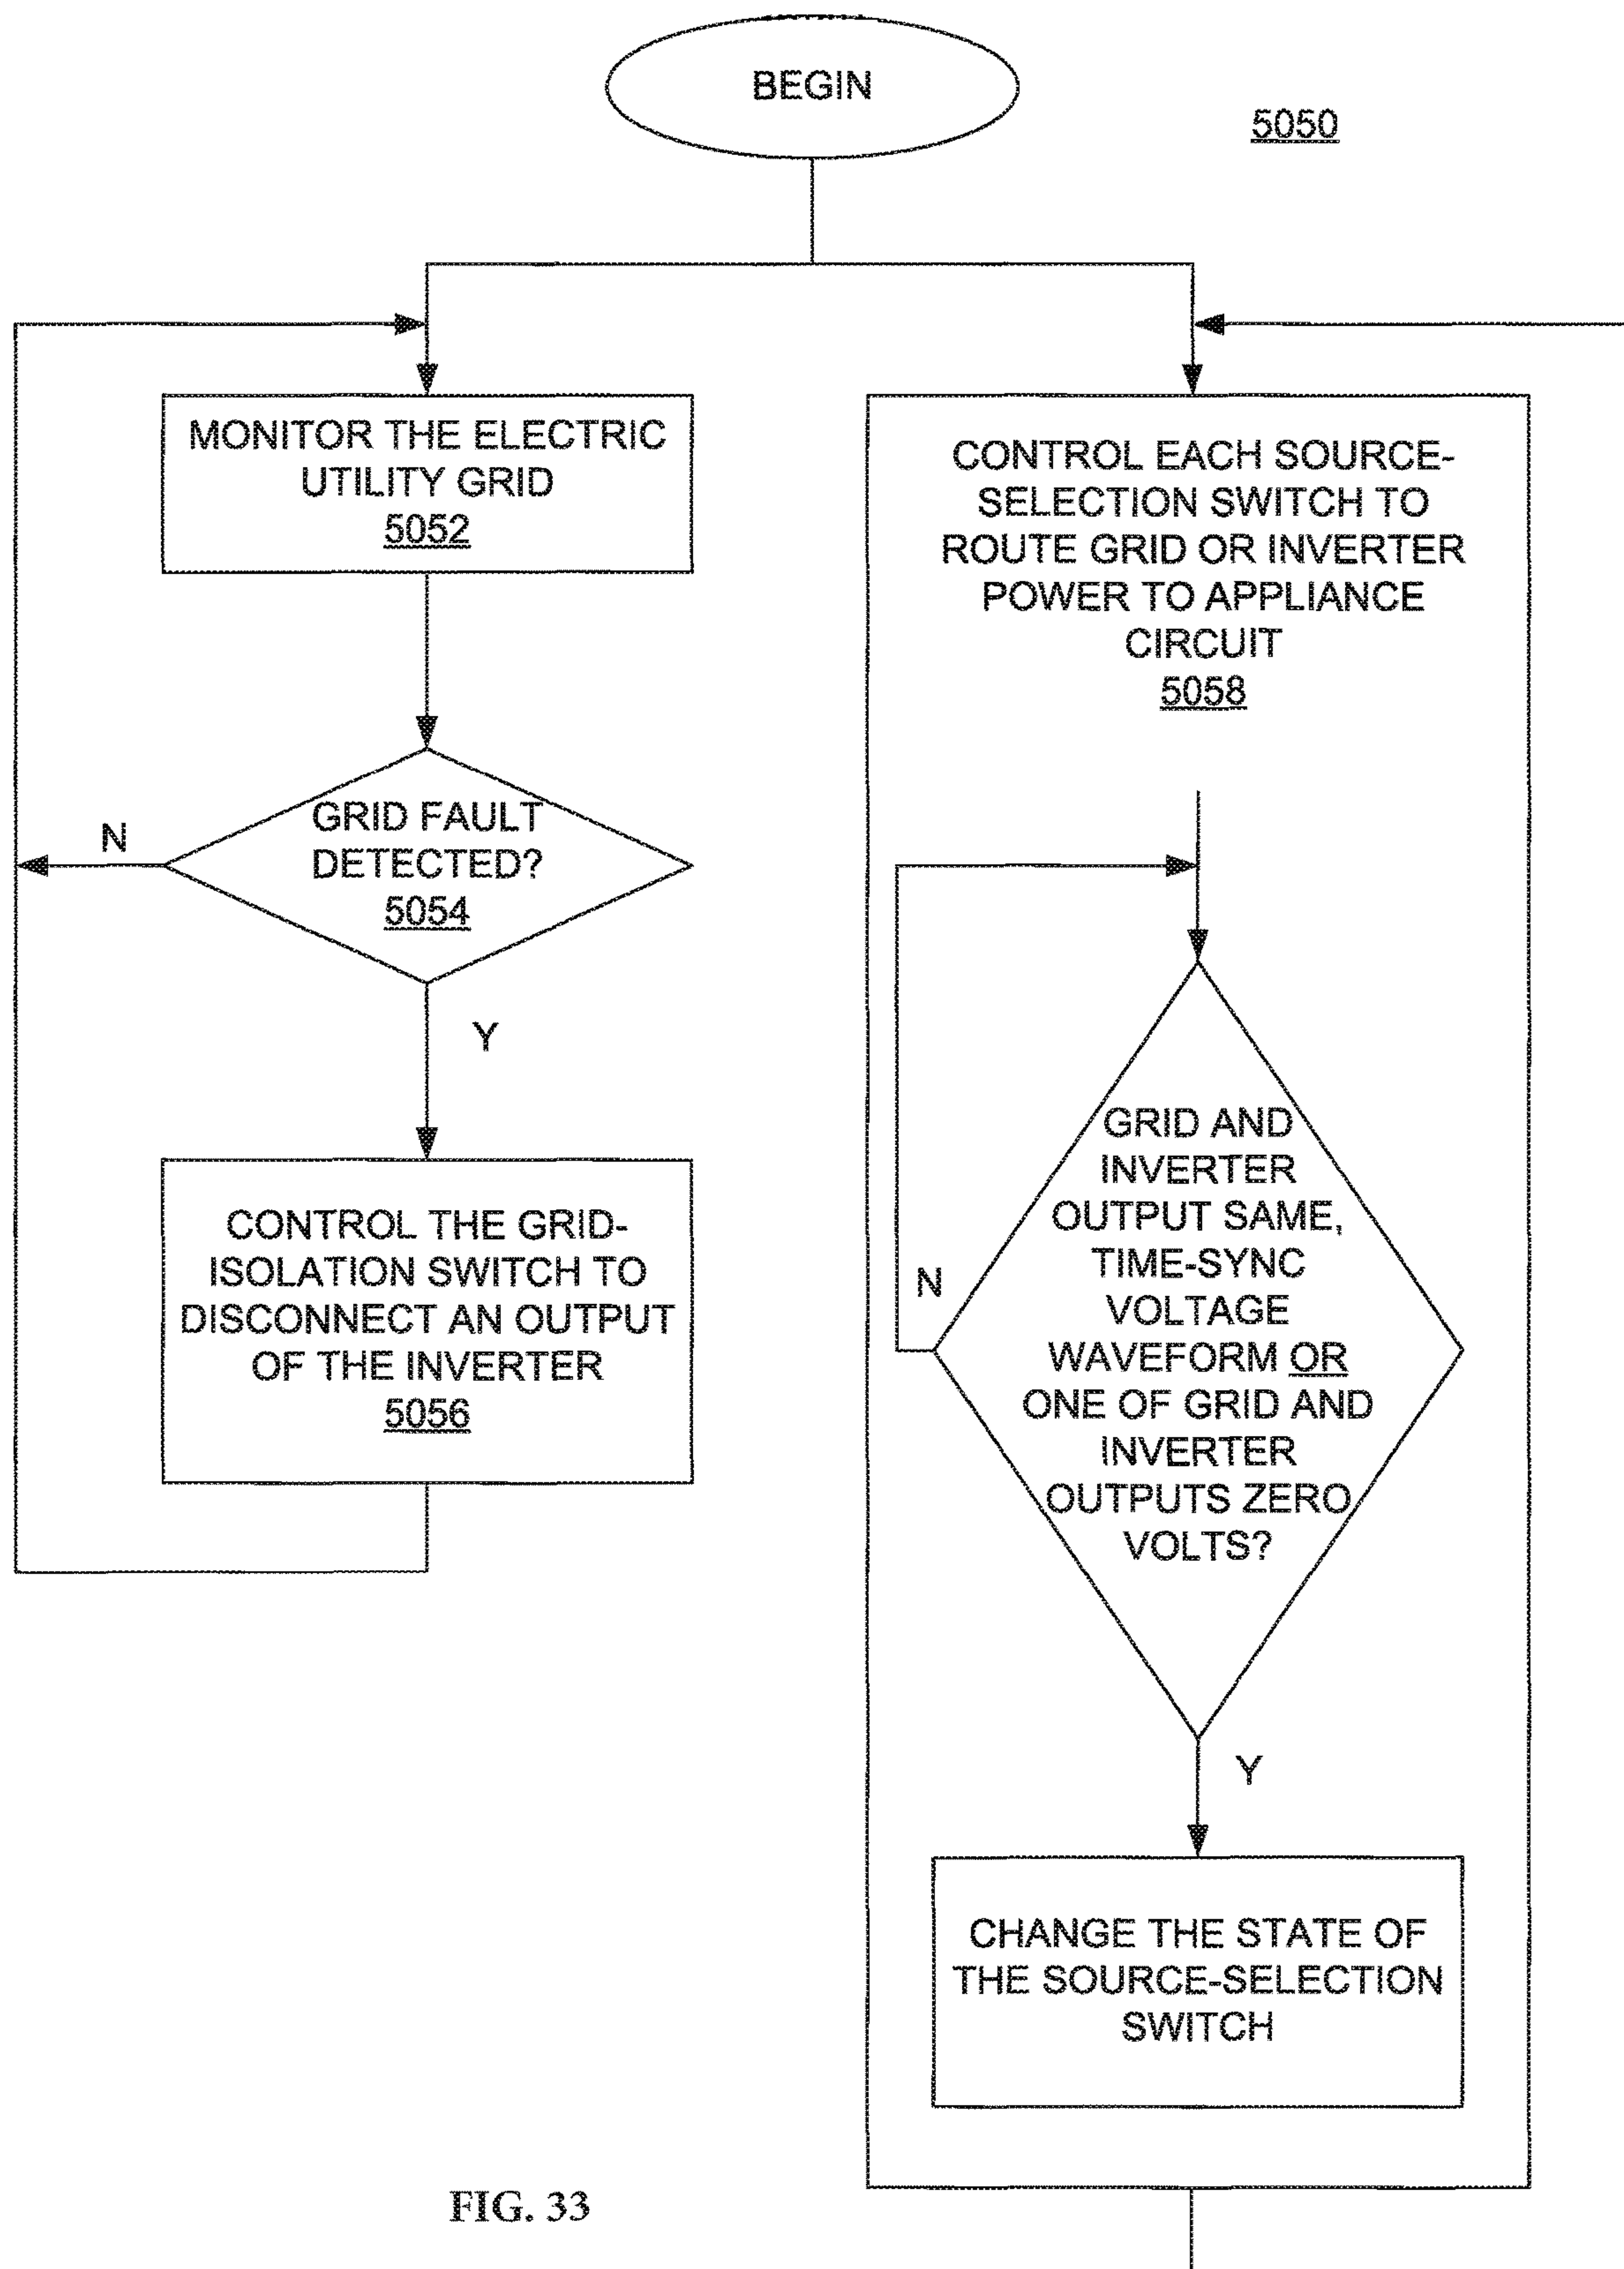 BEGIN
5050
MONITOR THE ELECTRIC
UTILITY GRID
5052
GRID FAULT
DETECTED?
5054
N
Y
CONTROL THE GRID-
ISOLATION SWITCH TO
DISCONNECT AN OUTPUT
OF THE INVERTER
5056
CONTROL EACH SOURCE-
SELECTION SWITCH TO
ROUTE GRID OR INVERTER
POWER TO APPLIANCE
CIRCUIT
5058
GRID AND
INVERTER
OUTPUT SAME,
TIME-SYNC
VOLTAGE
WAVEFORM OR
ONE OF GRID AND
INVERTER
OUTPUTS ZERO
VOLTS?
N
Y
CHANGE THE STATE OF
THE SOURCE-SELECTION
SWITCH
FIG. 33